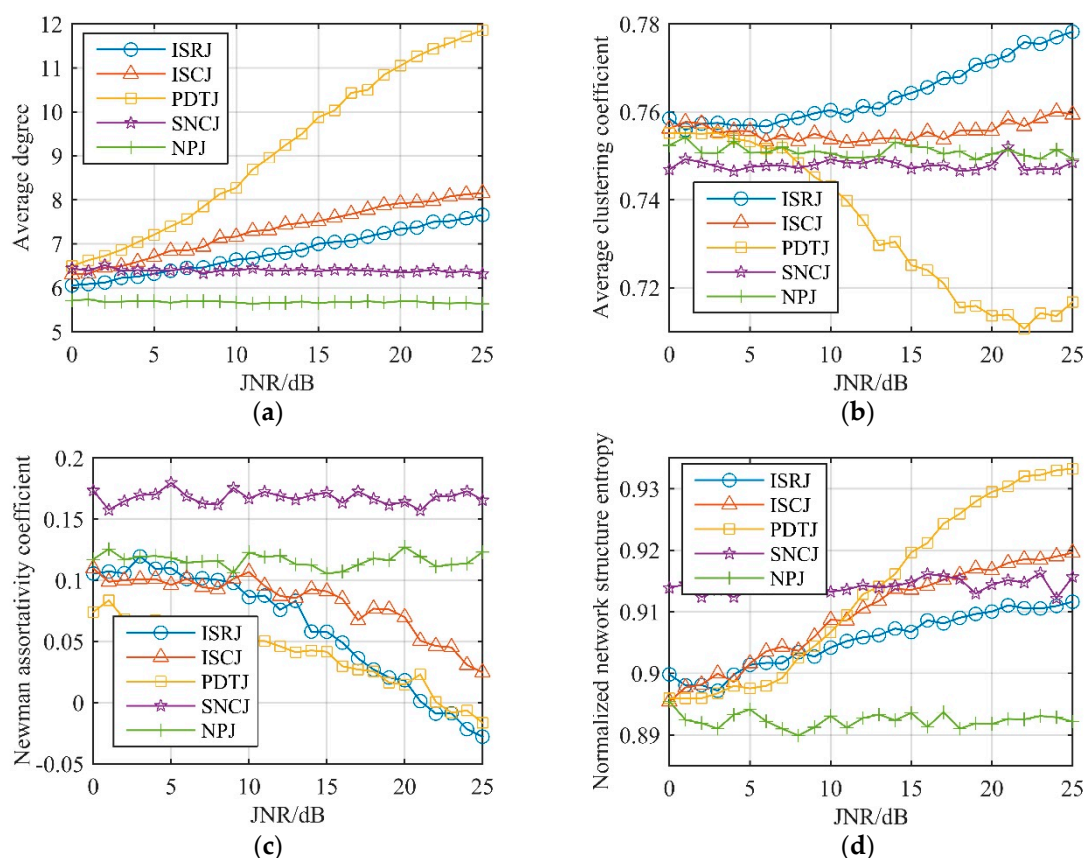 12
11
10
9
8
7
6
5
Average degree
ISRJ
ISCJ
PDTJ
SNCJ
NPJ
0 5 10 15 20 25
JNR/dB
(a)
0.78
0.76
0.74
0.72
Average clustering coefficient
ISRJ
ISCJ
PDTJ
SNCJ
NPJ
0 5 10 15 20 25
JNR/dB
(b)
0.2
0.15
0.1
0.05
0
-0.05
Newman assortativity coefficient
ISRJ
ISCJ
PDTJ
SNCJ
NPJ
0 5 10 15 20 25
JNR/dB
(c)
0.93
0.92
0.91
0.9
0.89
Normalized network structure entropy
ISRJ
ISCJ
PDTJ
SNCJ
NPJ
0 5 10 15 20 25
JNR/dB
(d)